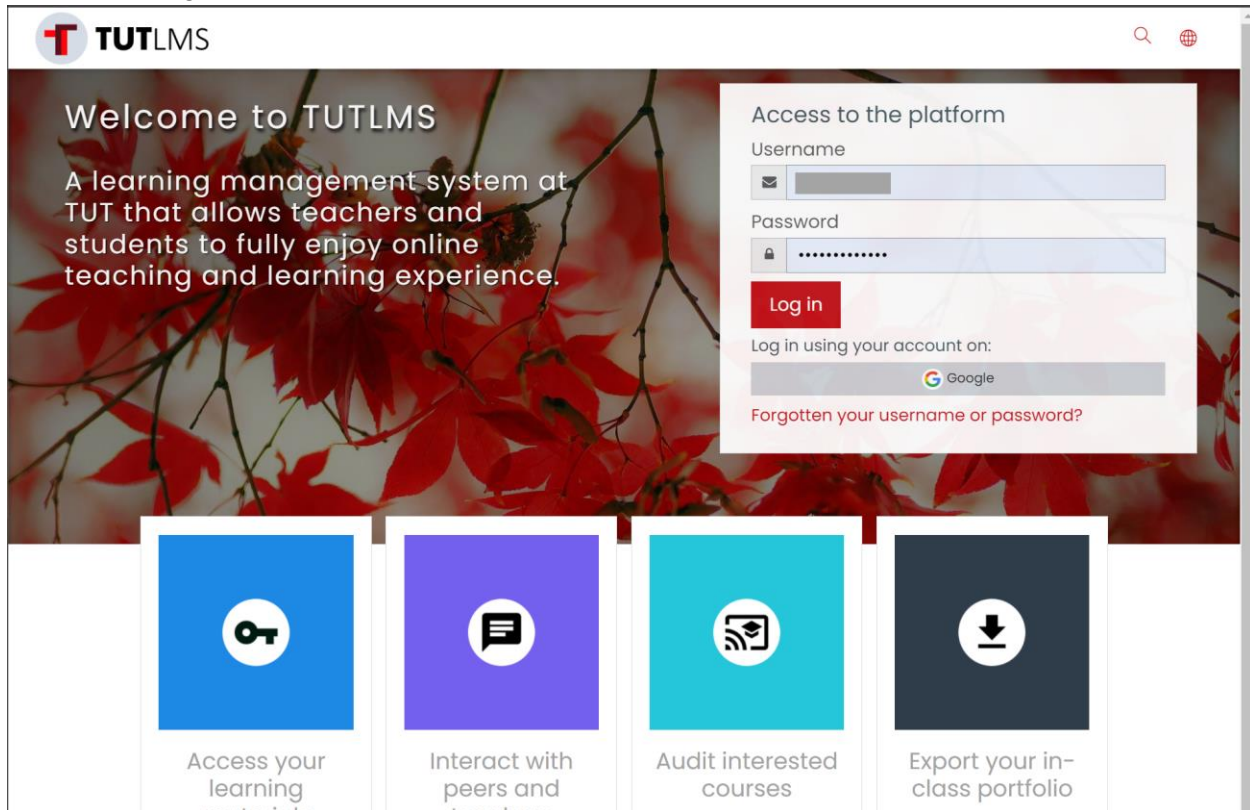 TUTLMS
Welcome to TUTLMS
A learning management system at
TUT that allows teachers and
students to fully enjoy online
teaching and learning experience.
Access to the platform
Username
Password
•••••••••••••
Log in
Log in using your account on:
Google
Forgotten your username or password?
Access your
learning
Interact with
peers and
Audit interested
courses
Export your in-
class portfolio